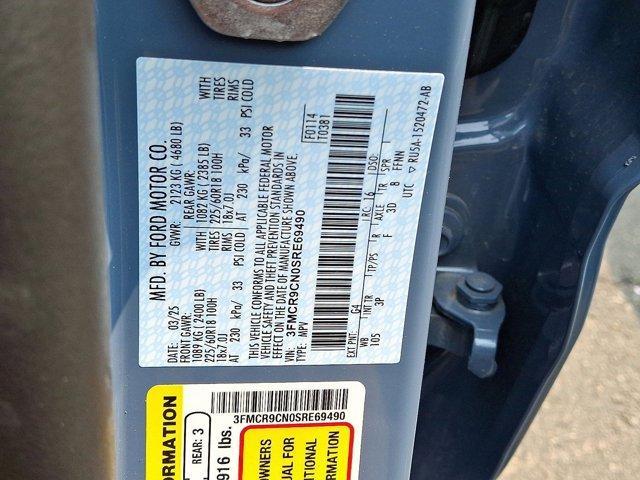 MFD. BY FORD MOTOR CO.
DATE: 03/25
GVWR:
2123 KG ( 4680 LB)
FRONT GAWR:
REAR GAWR:
WITH
1089 KG (2400 LB)
1082 KG (2385 LB)
TIRES
225/60R18 100H
225/60R18 100H
RIMS
18x7.0J
18x7.0J
AT 230 kPa/ 33 PSI COLD
AT 230 kPa/ 33 PSI COLD
THIS VEHICLE CONFORMS TO ALL APPLICABLE FEDERAL MOTOR
VEHICLE SAFETY AND THEFT PREVENTION STANDARDS IN
EFFECT ON THE DATE OF MANUFACTURE SHOWN ABOVE.
VIN: 3FMCR9CN0SRE69490
TYPE: MPV
F0114
T0381
EXT PNT: G4
RC: 16
DSO:
WB
INT TR
TP/PS
R
AXLE
TR
SPR
105
3P
F
3D
8
FFNN
UTC
RU5A-1520472-AB
3FMCR9CN0SRE69490
REAR: 3
916 lbs.